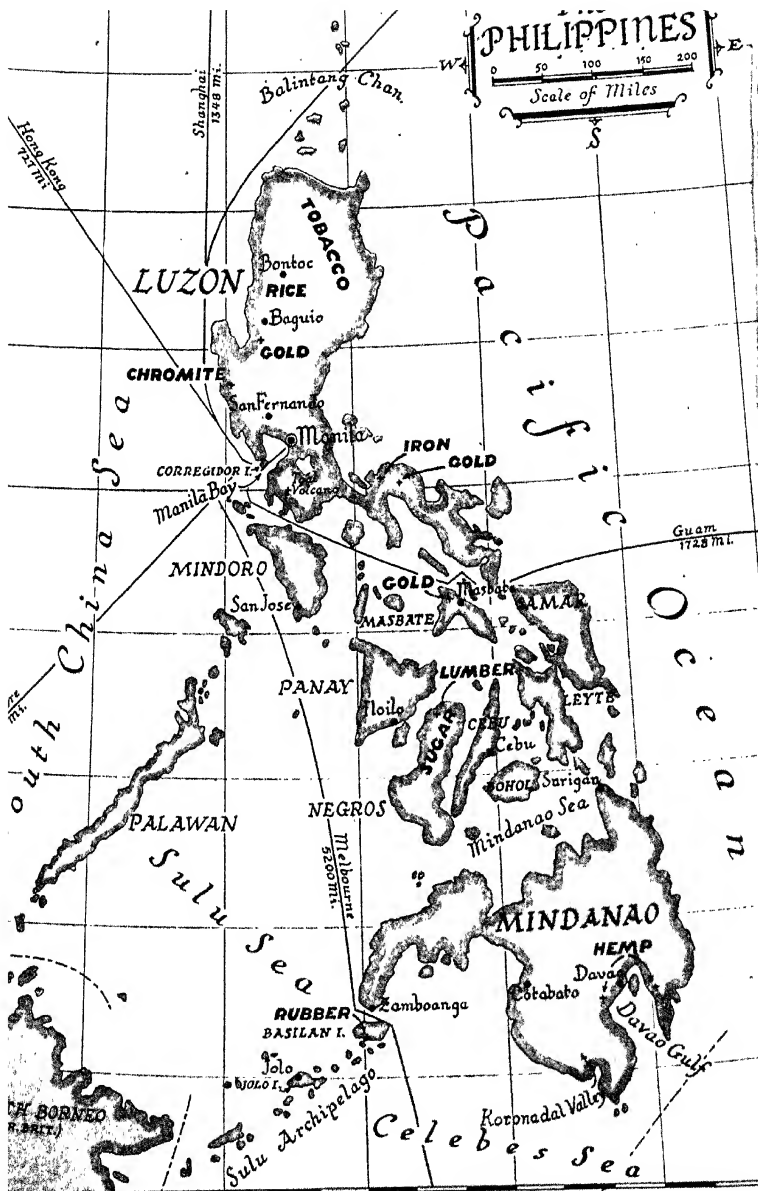 PHILIPPINES
W
E
0 50 100 150 200
Scale of Miles
S
Balintang Chan.
Shanghai
1348 mi.
Hong Kong
727 Mi
Pacific Ocean
TOBACCO
Bontoc
LUZON
RICE
Baguio
GOLD
CHROMITE
San Fernando
Manila
IRON
GOLD
CORREGIDOR I.
Volcano
Manila Bay
Guam
1728 mi.
MINDORO
GOLD
Masbate
SAMAR
San Jose
MASBATE
outh China Sea
LUMBER
PANAY
LEYTE
Iloilo
SUGAR
CEBU
Cebu
BOHOL
Surigan
NEGROS
Mindanao Sea
PALAWAN
Melbourne
5200 mi.
Sulu Sea
MINDANAO
HEMP
Davao
Cotabato
Zamboanga
RUBBER
BASILAN I.
Davao Gulf
Jolo
JOLO I.
Koronadal Valley
TH BORNEO
R. BRIT.)
Sulu Archipelago
Celebes Sea